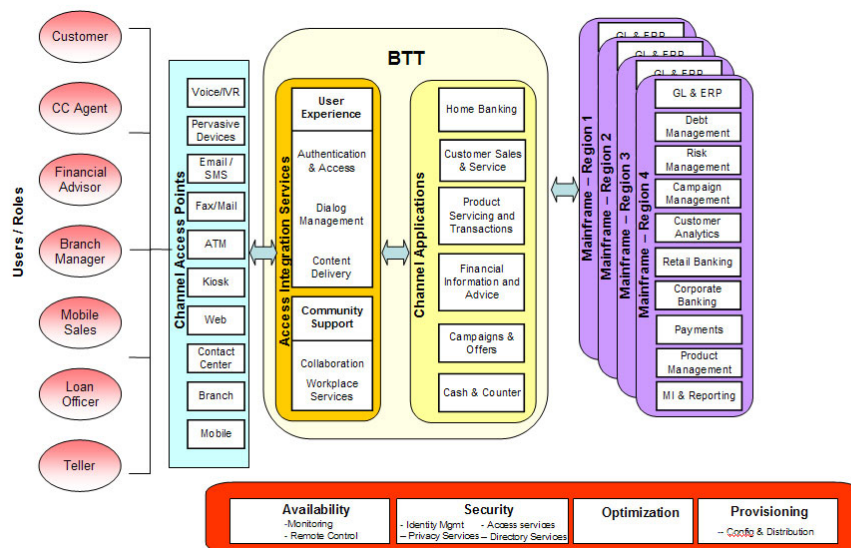 Users / Roles
Customer
CC Agent
Financial
Advisor
Branch
Manager
Mobile
Sales
Loan
Officer
Teller
Channel Access Points
Voice/IVR
Pervasive
Devices
Email /
SMS
Fax/Mail
ATM
Kiosk
Web
Contact
Center
Branch
Mobile
BTT
Access Integration Services
User
Experience
Authentication
& Access
Dialog
Management
Content
Delivery
Community
Support
Collaboration
Workplace
Services
Channel Applications
Home Banking
Customer Sales
& Service
Product
Servicing and
Transactions
Financial
Information and
Advice
Campaigns &
Offers
Cash & Counter
Mainframe – Region 1
GL & ERP
Mainframe – Region 2
GL & ERP
Mainframe – Region 3
GL & ERP
Mainframe – Region 4
GL & ERP
Debt
Management
Risk
Management
Campaign
Management
Customer
Analytics
Retail Banking
Corporate
Banking
Payments
Product
Management
MI & Reporting
Availability
-Monitoring
- Remote Control
Security
- Identity Mgmt - Access services
– Privacy Services – Directory Services
Optimization
Provisioning
– Config & Distribution